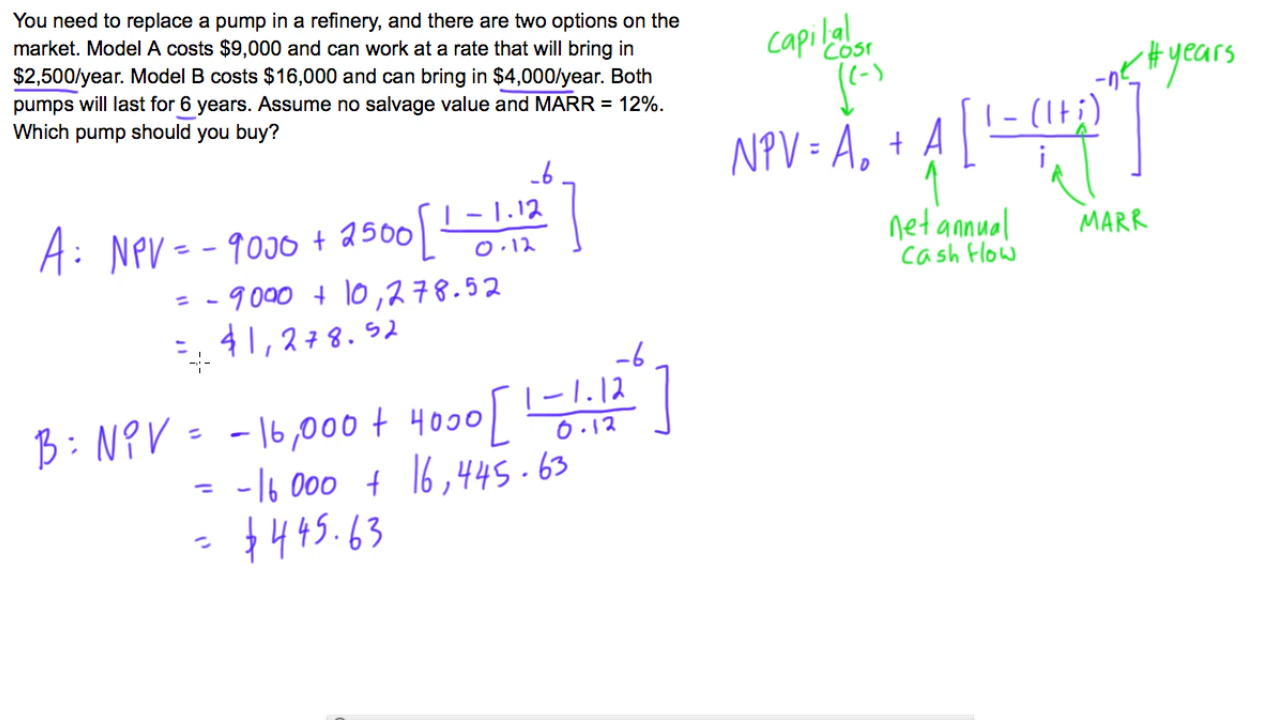 You need to replace a pump in a refinery, and there are two options on the
market. Model A costs $9,000 and can work at a rate that will bring in
$2,500/year. Model B costs $16,000 and can bring in $4,000/year. Both
pumps will last for 6 years. Assume no salvage value and MARR = 12%.
Which pump should you buy?
capital
cost
(-)
# years
NPV = A₀ + A [ (1 - (1+i)^-n) / i ]
net annual
cash flow
MARR
A: NPV = - 9000 + 2500 [ (1 - 1.12^-6) / 0.12 ]
= - 9000 + 10,278.52
= $1,278.52
B: NPV = -16,000 + 4000 [ (1 - 1.12^-6) / 0.12 ]
= -16 000 + 16,445.63
= $445.63